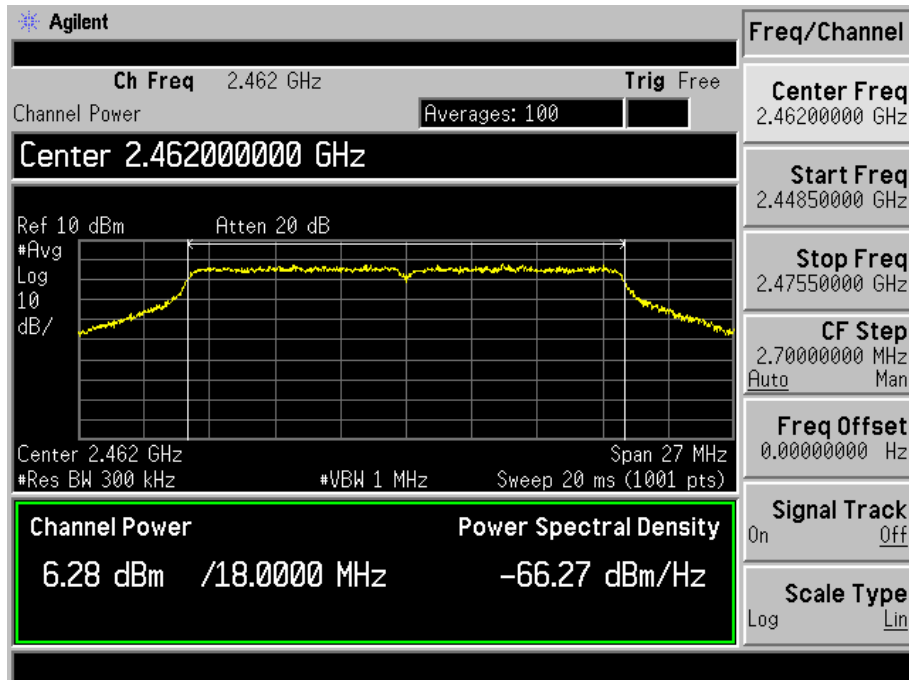 Agilent
Freq/Channel
Ch Freq 2.462 GHz Trig Free
Channel Power Averages: 100
Center 2.462000000 GHz
Ref 10 dBm Atten 20 dB
#Avg
Log
10
dB/
Center 2.462 GHz Span 27 MHz
#Res BW 300 kHz #VBW 1 MHz Sweep 20 ms (1001 pts)
Channel Power Power Spectral Density
6.28 dBm /18.0000 MHz -66.27 dBm/Hz
Center Freq
2.46200000 GHz
Start Freq
2.44850000 GHz
Stop Freq
2.47550000 GHz
CF Step
2.70000000 MHz
Auto Man
Freq Offset
0.00000000 Hz
Signal Track
On Off
Scale Type
Log Lin